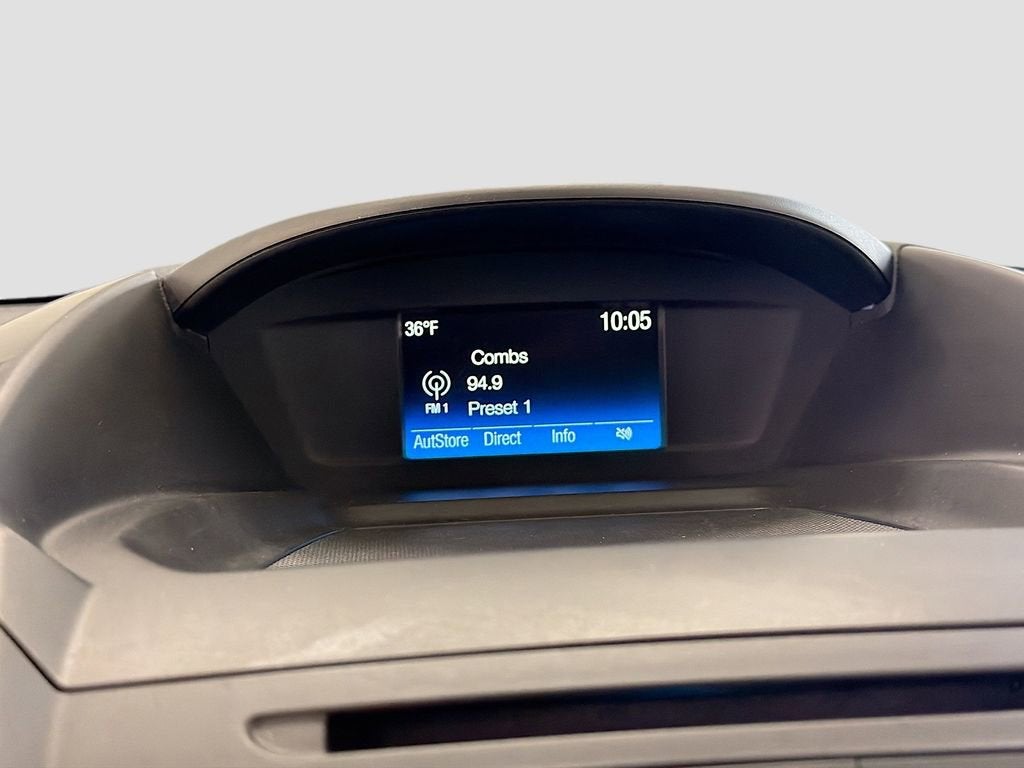 36°F 10:05
Combs
94.9
FM 1 Preset 1
AutStore Direct Info